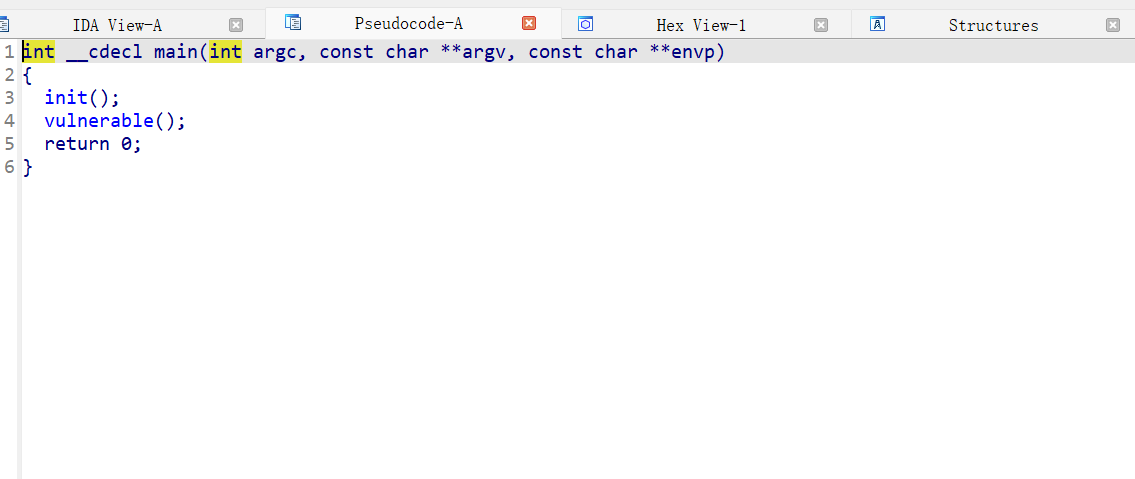 IDA View-A Pseudocode-A Hex View-1 Structures
1 int __cdecl main(int argc, const char **argv, const char **envp)
2 {
3   init();
4   vulnerable();
5   return 0;
6 }